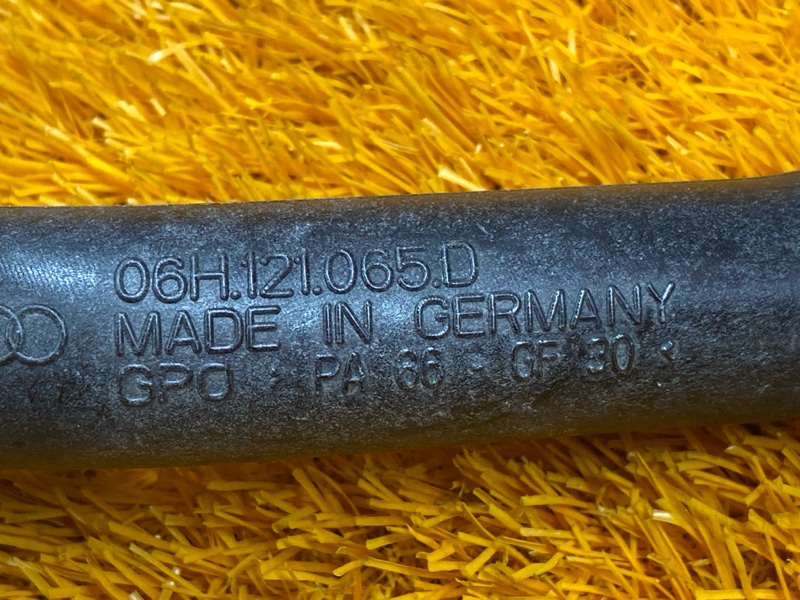 06H.121.065.D
MADE IN GERMANY
GPO > PA 66 - GF 30 <